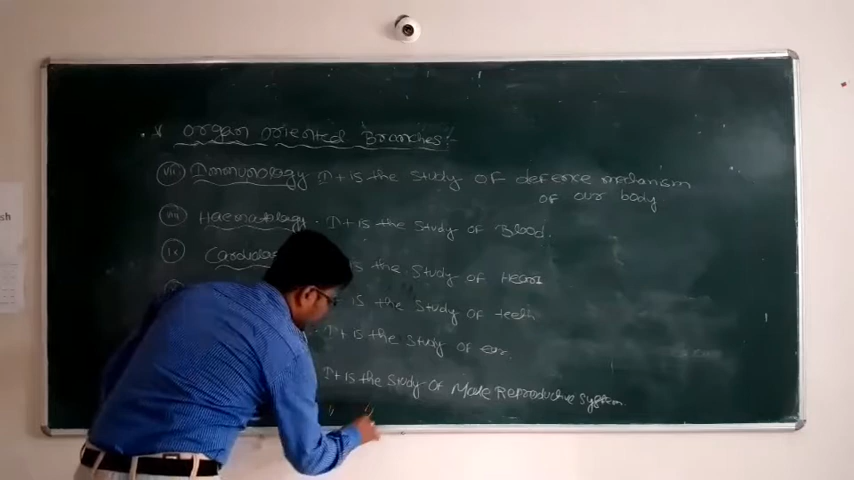 * Organ oriented Branches:-
(vii) Immunology It is the study of defence mechanism
of our body
(viii) Haematology. It is the study of Blood.
(ix) Cardiolo
is the study of Heart
is the study of teeth
It is the study of ear.
It is the study of Male Reproductive System
sh